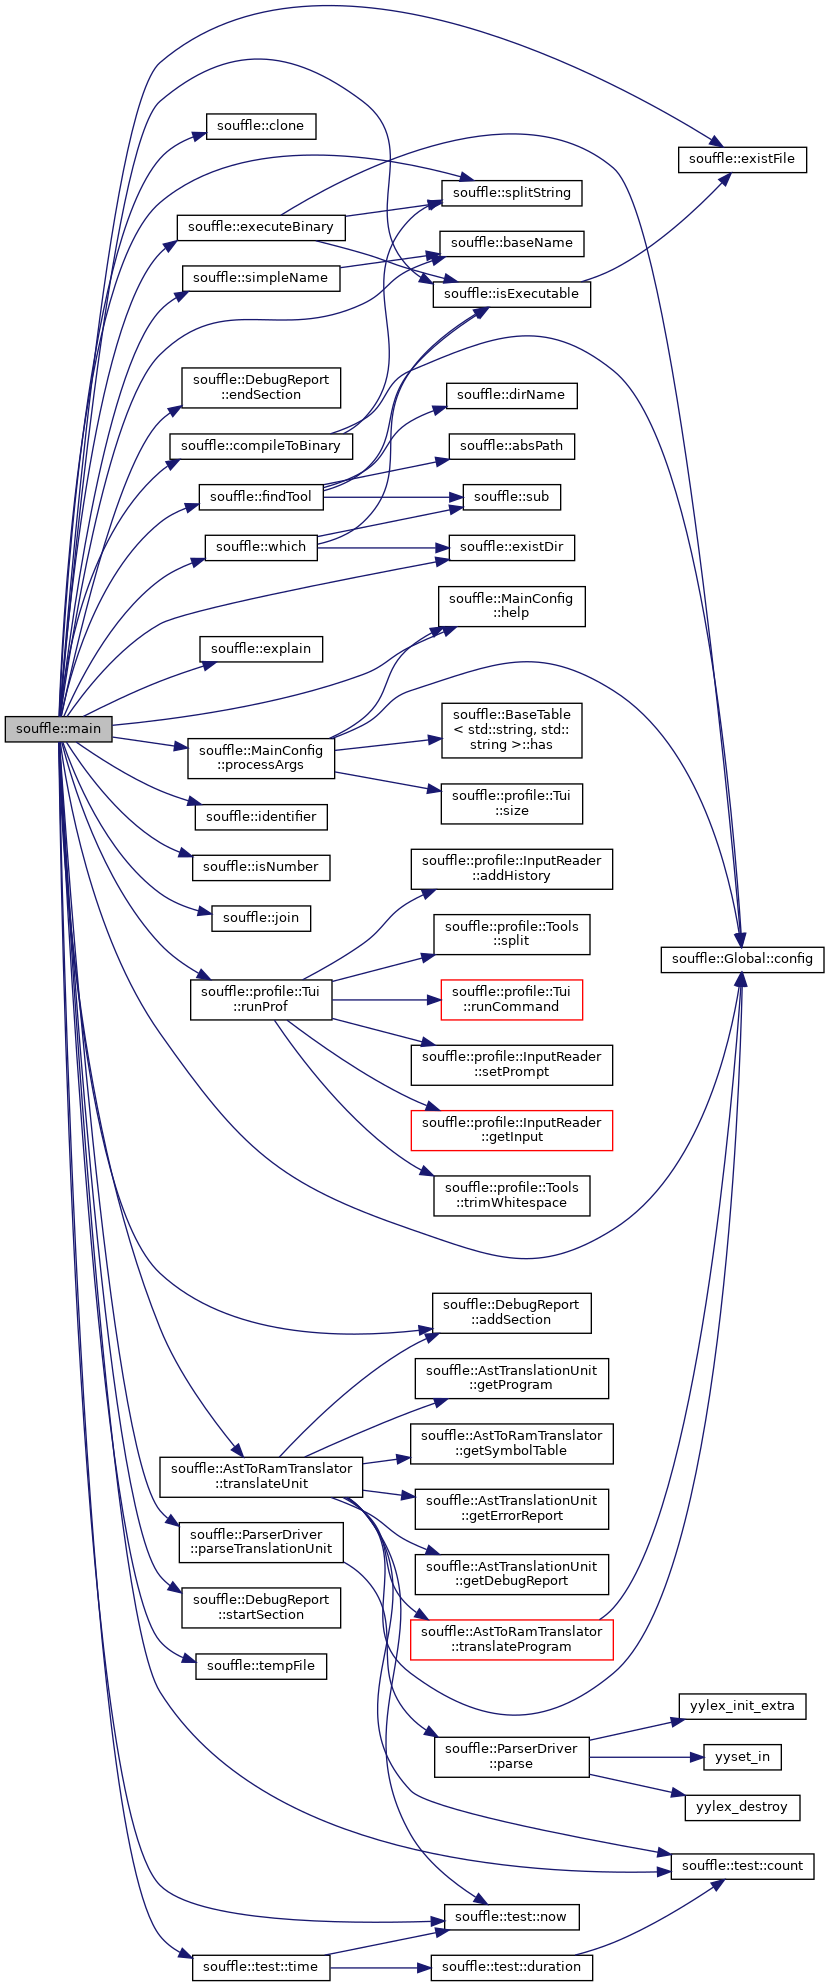 souffle::clone
souffle::existFile
souffle::splitString
souffle::executeBinary
souffle::baseName
souffle::simpleName
souffle::isExecutable
souffle::DebugReport
::endSection
souffle::dirName
souffle::compileToBinary
souffle::absPath
souffle::findTool
souffle::sub
souffle::which
souffle::existDir
souffle::MainConfig
::help
souffle::explain
souffle::main
souffle::BaseTable
< std::string, std::
string >::has
souffle::MainConfig
::processArgs
souffle::profile::Tui
::size
souffle::identifier
souffle::isNumber
souffle::profile::InputReader
::addHistory
souffle::join
souffle::profile::Tools
::split
souffle::Global::config
souffle::profile::Tui
::runProf
souffle::profile::Tui
::runCommand
souffle::profile::InputReader
::setPrompt
souffle::profile::InputReader
::getInput
souffle::profile::Tools
::trimWhitespace
souffle::DebugReport
::addSection
souffle::AstTranslationUnit
::getProgram
souffle::AstToRamTranslator
::getSymbolTable
souffle::AstToRamTranslator
::translateUnit
souffle::AstTranslationUnit
::getErrorReport
souffle::ParserDriver
::parseTranslationUnit
souffle::AstTranslationUnit
::getDebugReport
souffle::DebugReport
::startSection
souffle::AstToRamTranslator
::translateProgram
souffle::tempFile
yylex_init_extra
souffle::ParserDriver
::parse
yyset_in
yylex_destroy
souffle::test::count
souffle::test::now
souffle::test::time
souffle::test::duration